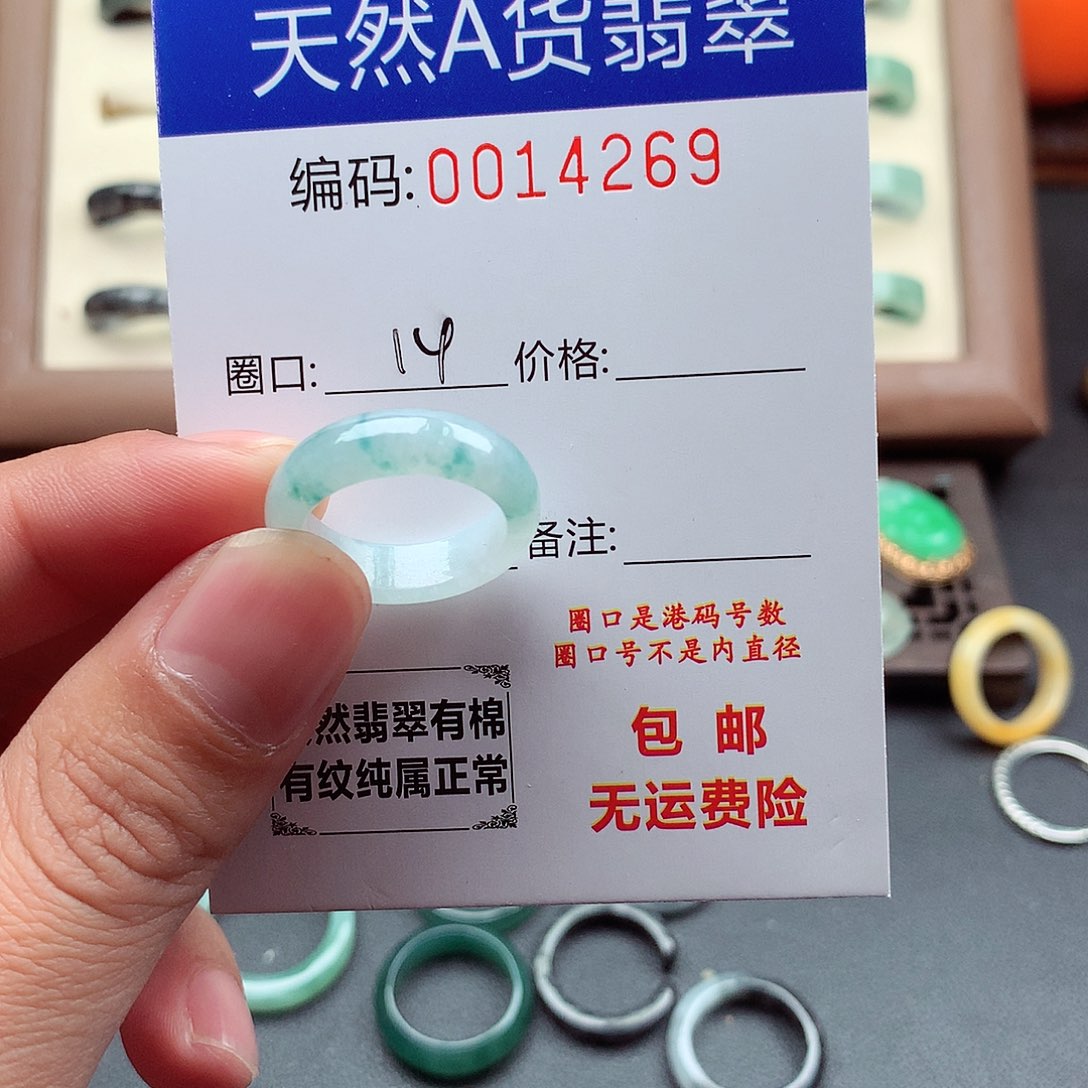 天然A货翡翠
编码:0014269
圈口: 14 价格:
备注:
圈口是港码号数
圈口号不是内直径
然翡翠有棉
有纹纯属正常
包 邮
无运费险